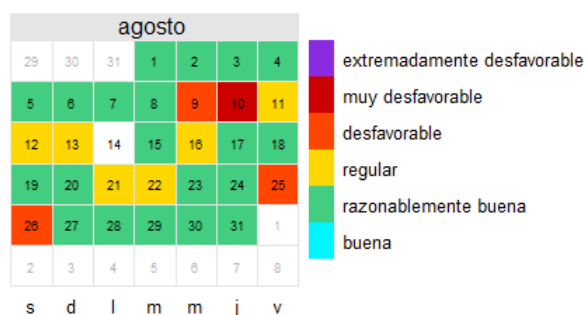 agosto
29 30 31 1 2 3 4
5 6 7 8 9 10 11
12 13 14 15 16 17 18
19 20 21 22 23 24 25
26 27 28 29 30 31 1
2 3 4 5 6 7 8
s d l m m j v
extremadamente desfavorable
muy desfavorable
desfavorable
regular
razonablemente buena
buena